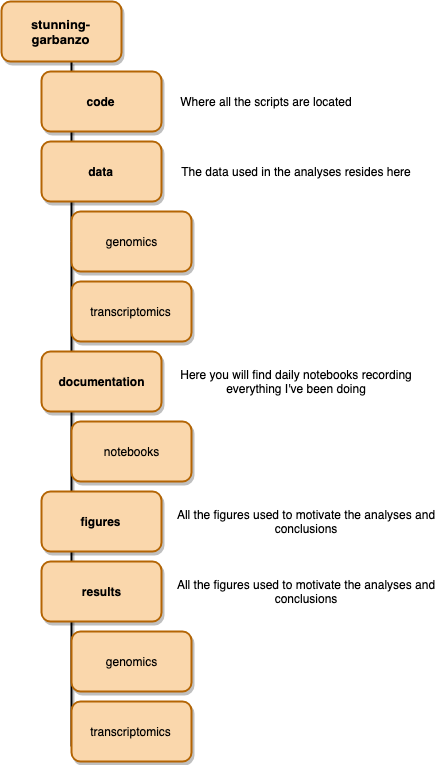 stunning-
garbanzo
code
Where all the scripts are located
data
The data used in the analyses resides here
genomics
transcriptomics
documentation
Here you will find daily notebooks recording
everything I've been doing
notebooks
figures
All the figures used to motivate the analyses and
conclusions
results
All the figures used to motivate the analyses and
conclusions
genomics
transcriptomics